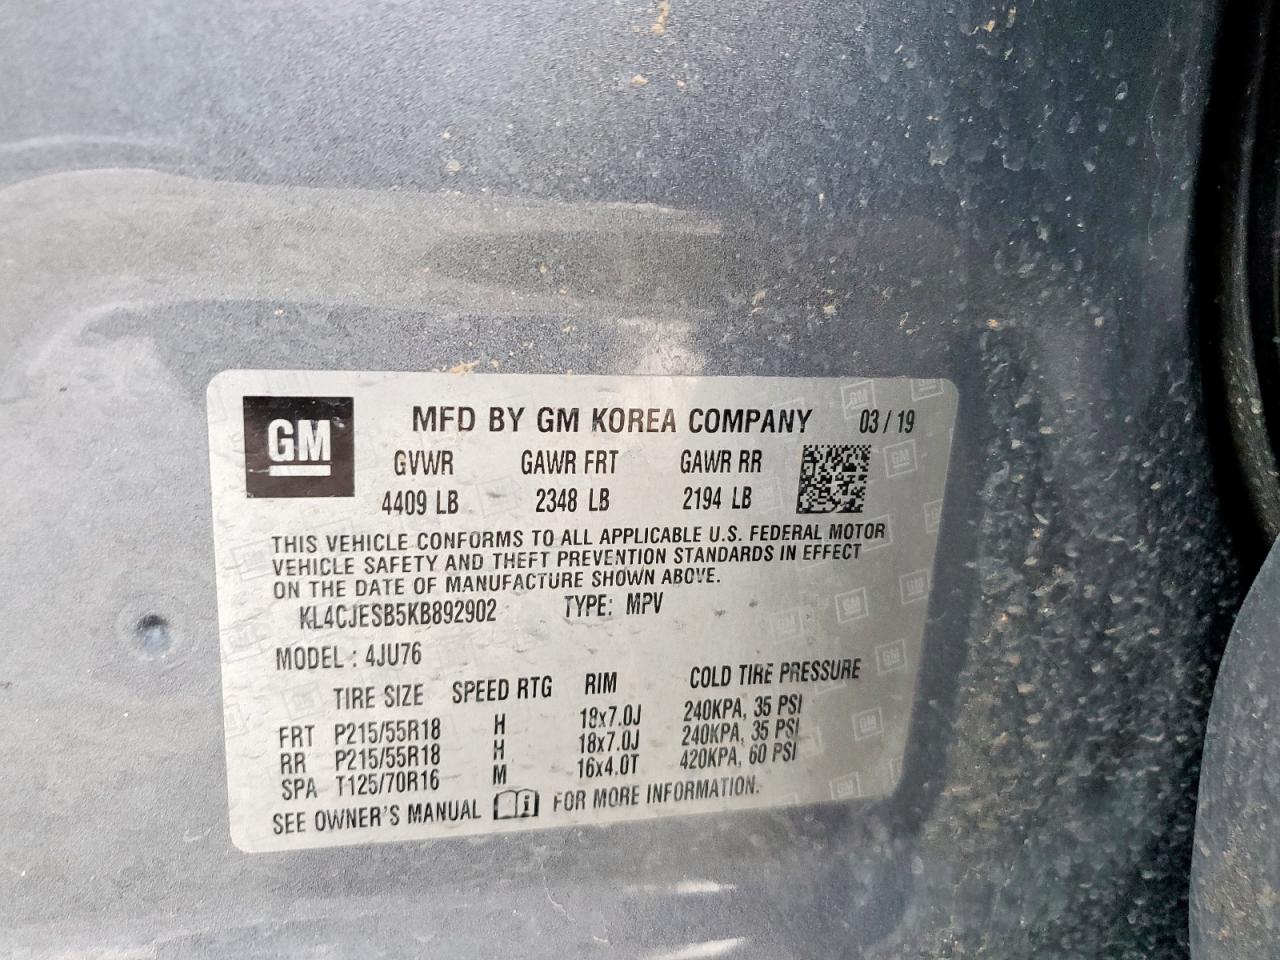 GM
MFD BY GM KOREA COMPANY 03 / 19
GVWR GAWR FRT GAWR RR
4409 LB 2348 LB 2194 LB
THIS VEHICLE CONFORMS TO ALL APPLICABLE U.S. FEDERAL MOTOR
VEHICLE SAFETY AND THEFT PREVENTION STANDARDS IN EFFECT
ON THE DATE OF MANUFACTURE SHOWN ABOVE.
KL4CJESB5KB892902 TYPE: MPV
MODEL : 4JU76
TIRE SIZE SPEED RTG RIM COLD TIRE PRESSURE
FRT P215/55R18 H 18x7.0J 240KPA, 35 PSI
RR P215/55R18 H 18x7.0J 240KPA, 35 PSI
SPA T125/70R16 M 16x4.0T 420KPA, 60 PSI
SEE OWNER'S MANUAL FOR MORE INFORMATION.